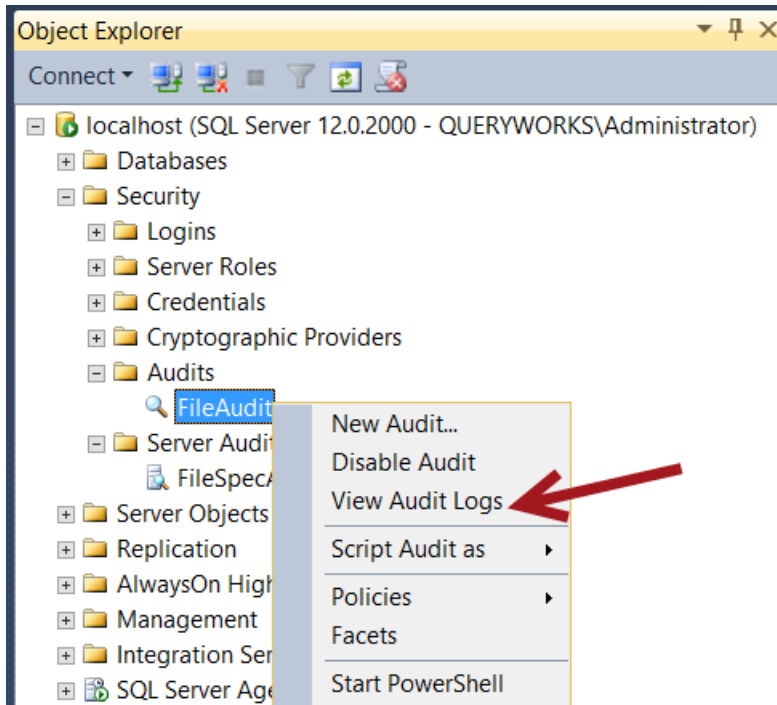 Object Explorer
Connect
localhost (SQL Server 12.0.2000 - QUERYWORKS\Administrator)
Databases
Security
Logins
Server Roles
Credentials
Cryptographic Providers
Audits
FileAudit
Server Audit
FileSpecA
Server Objects
Replication
AlwaysOn High
Management
Integration Ser
SQL Server Age
New Audit...
Disable Audit
View Audit Logs
Script Audit as
Policies
Facets
Start PowerShell